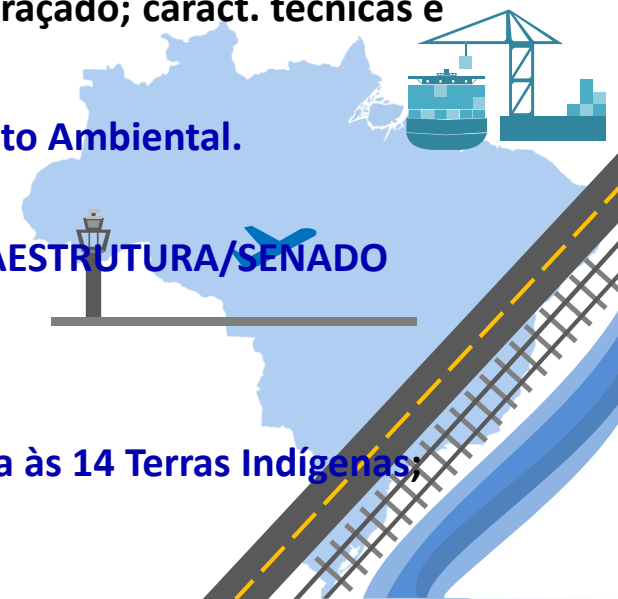 raçado; caract. técnicas e
to Ambiental.
AESTRUTURA/SENADO
a às 14 Terras Indígenas;